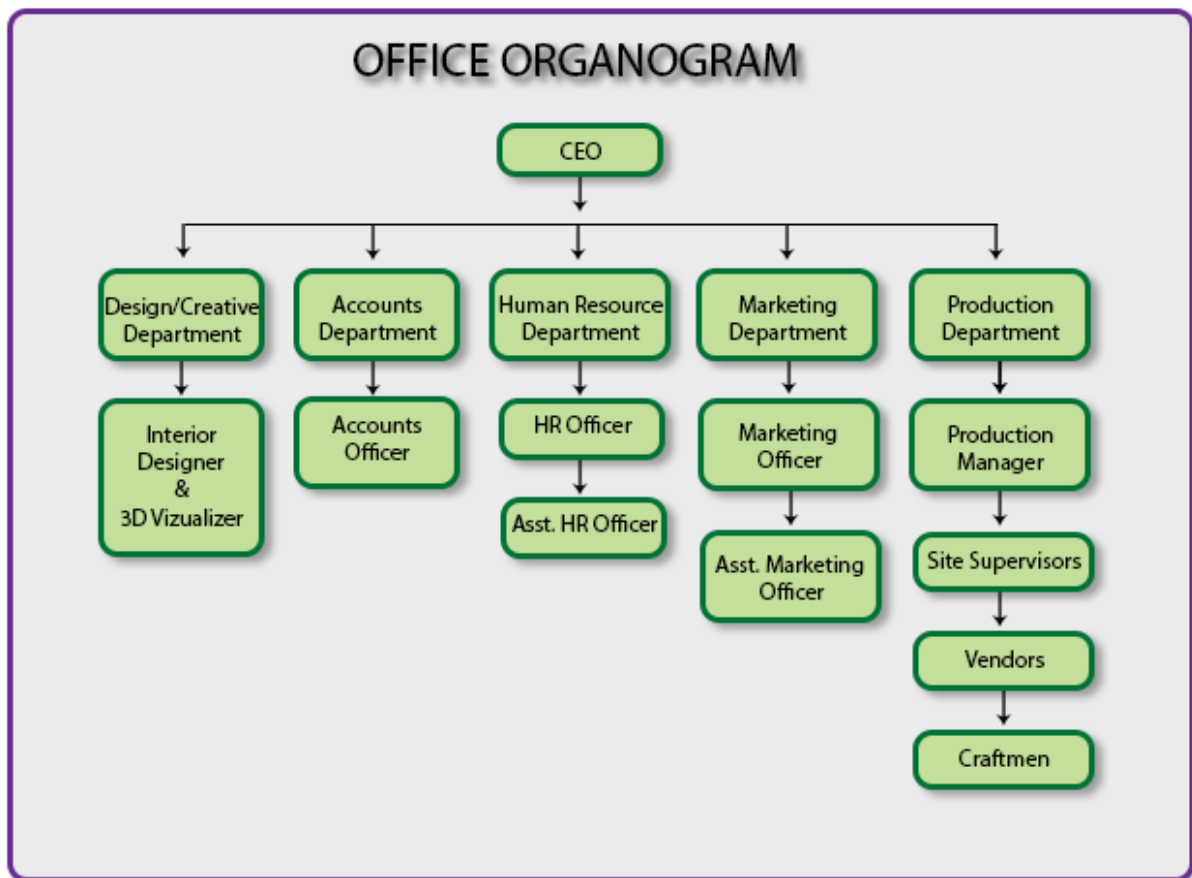 OFFICE ORGANOGRAM
CEO
Design/Creative
Department
Accounts
Department
Human Resource
Department
Marketing
Department
Production
Department
Interior
Designer
&
3D Vizualizer
Accounts
Officer
HR Officer
Asst. HR Officer
Marketing
Officer
Asst. Marketing
Officer
Production
Manager
Site Supervisors
Vendors
Craftmen